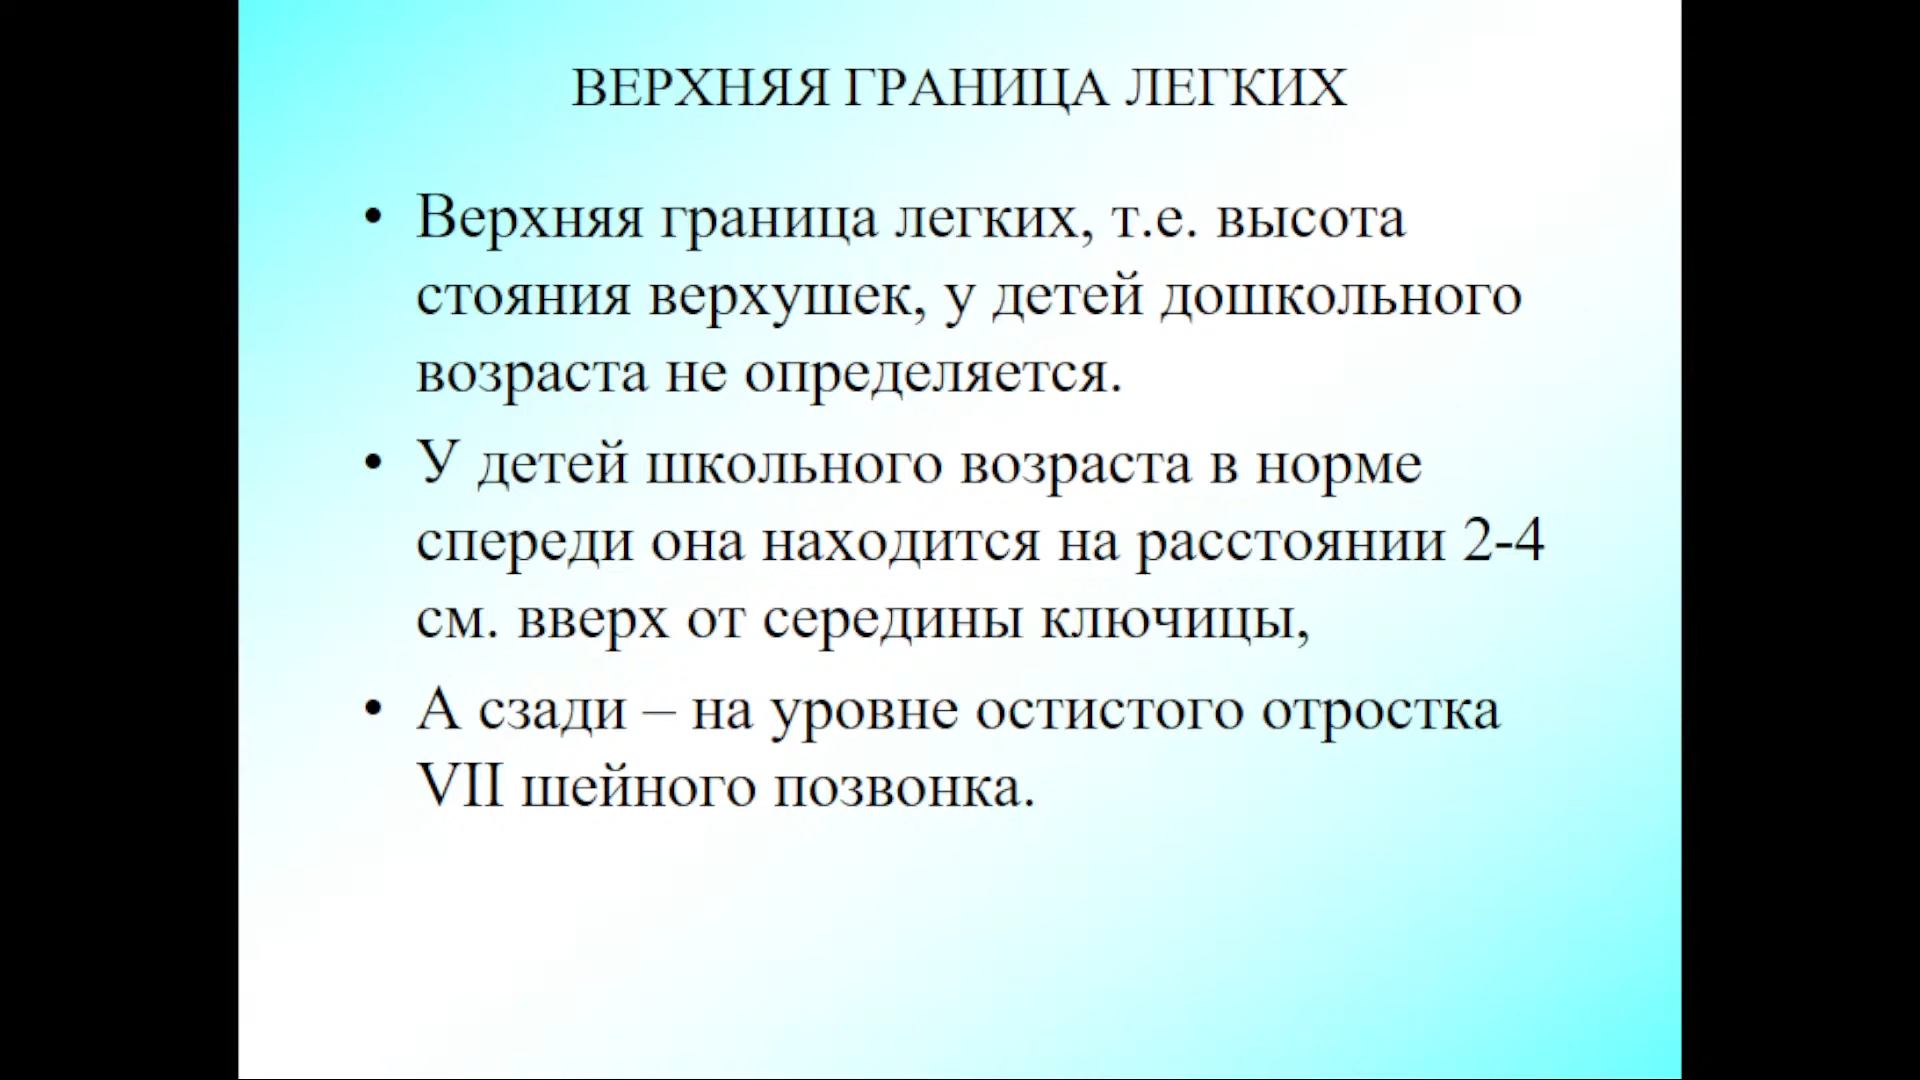 ВЕРХНЯЯ ГРАНИЦА ЛЕГКИХ
• Верхняя граница легких, т.е. высота
стояния верхушек, у детей дошкольного
возраста не определяется.
• У детей школьного возраста в норме
спереди она находится на расстоянии 2-4
см. вверх от середины ключицы,
• А сзади – на уровне остистого отростка
VII шейного позвонка.